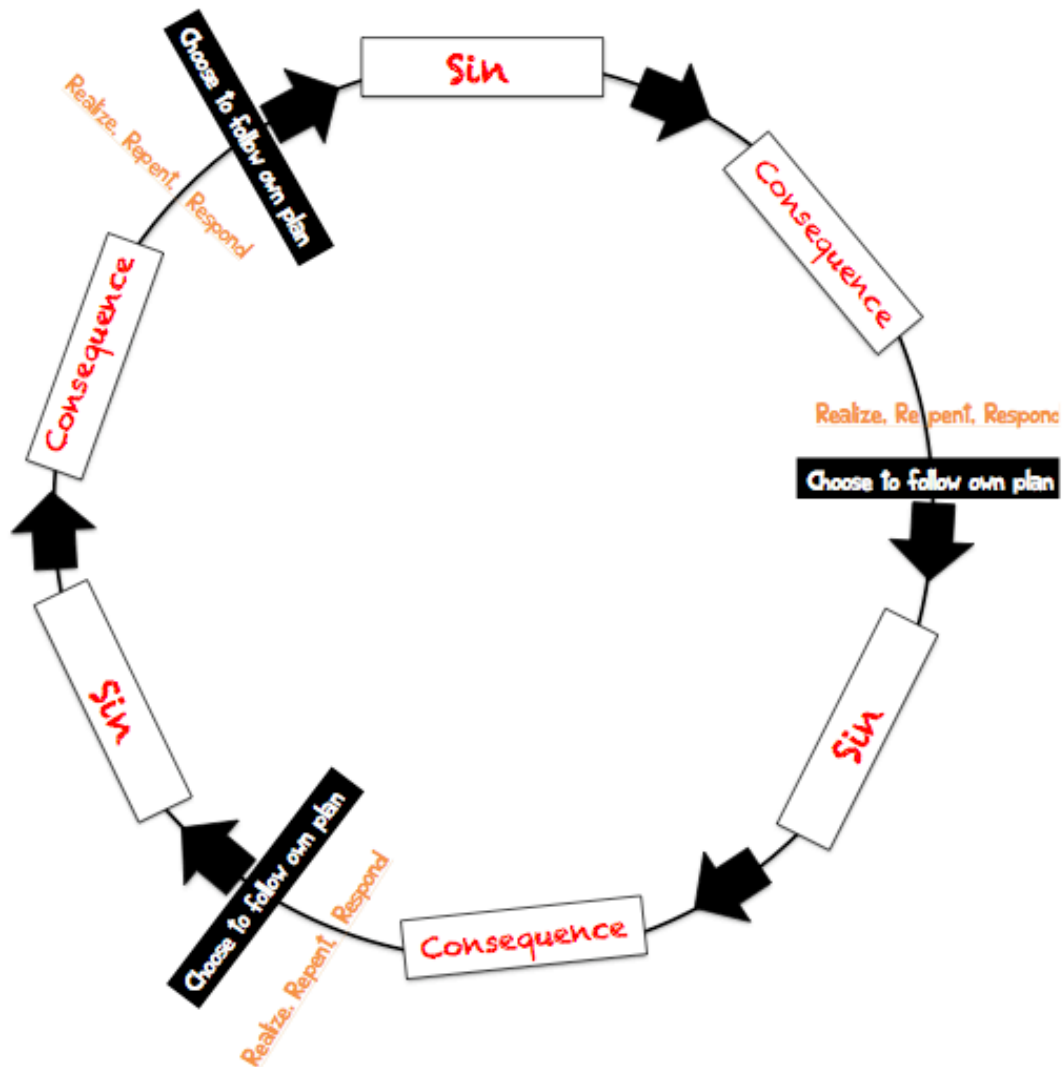 Sin
Consequence
Realize, Repent, Respond
Choose to follow own plan
Sin
Consequence
Realize, Repent, Respond
Choose to follow own plan
Sin
Consequence
Realize, Repent, Respond
Choose to follow own plan